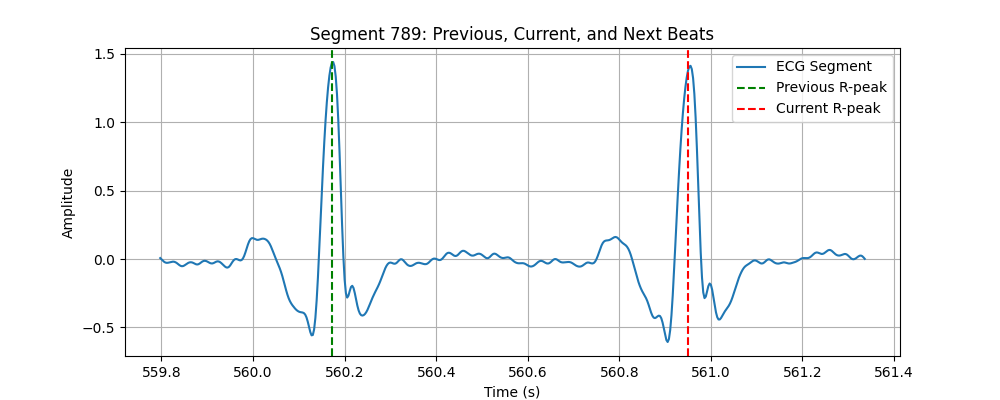 Segment 789: Previous, Current, and Next Beats
ECG Segment
Previous R-peak
Current R-peak
Amplitude
1.5
1.0
0.5
0.0
−0.5
559.8 560.0 560.2 560.4 560.6 560.8 561.0 561.2 561.4
Time (s)